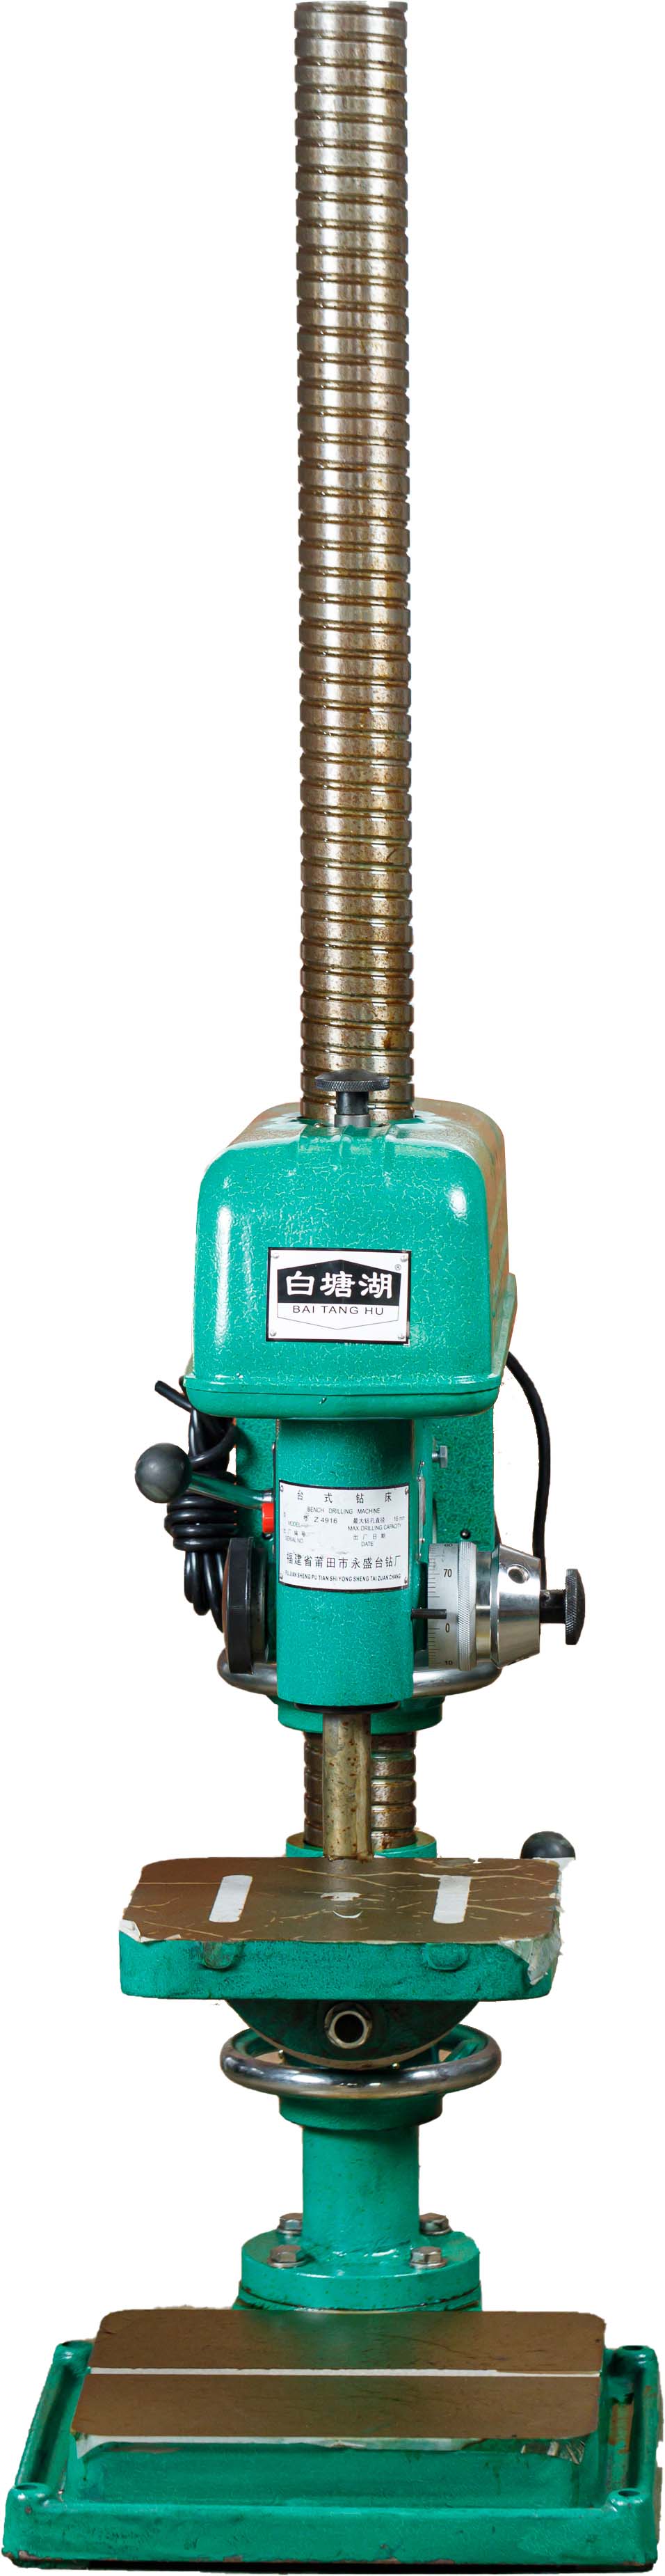 白塘湖®
BAI TANG HU
台 式 钻 床
BENCH DRILLING MACHINE
型 号 Z 4916 最大钻孔直径 16 mm
MODEL MAX.DRILLING CAPACITY
出 厂 编 号 出 厂 日 期
SERIAL NO DATE
福建省莆田市永盛台钻厂
FUJIAN SHENG PU TIAN SHI YONG SHENG TAI ZUAN CHANG
70
0
10